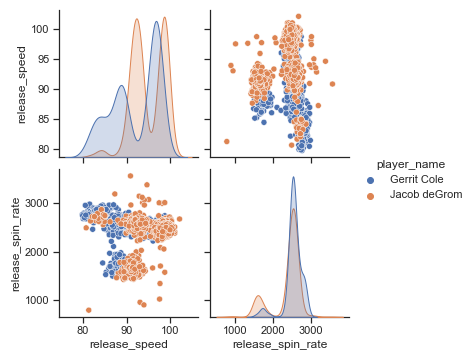 100
95
90
85
80
release_speed
player_name
Gerrit Cole
Jacob deGrom
3000
2000
1000
release_spin_rate
80
90
100
release_speed
1000
2000
3000
release_spin_rate